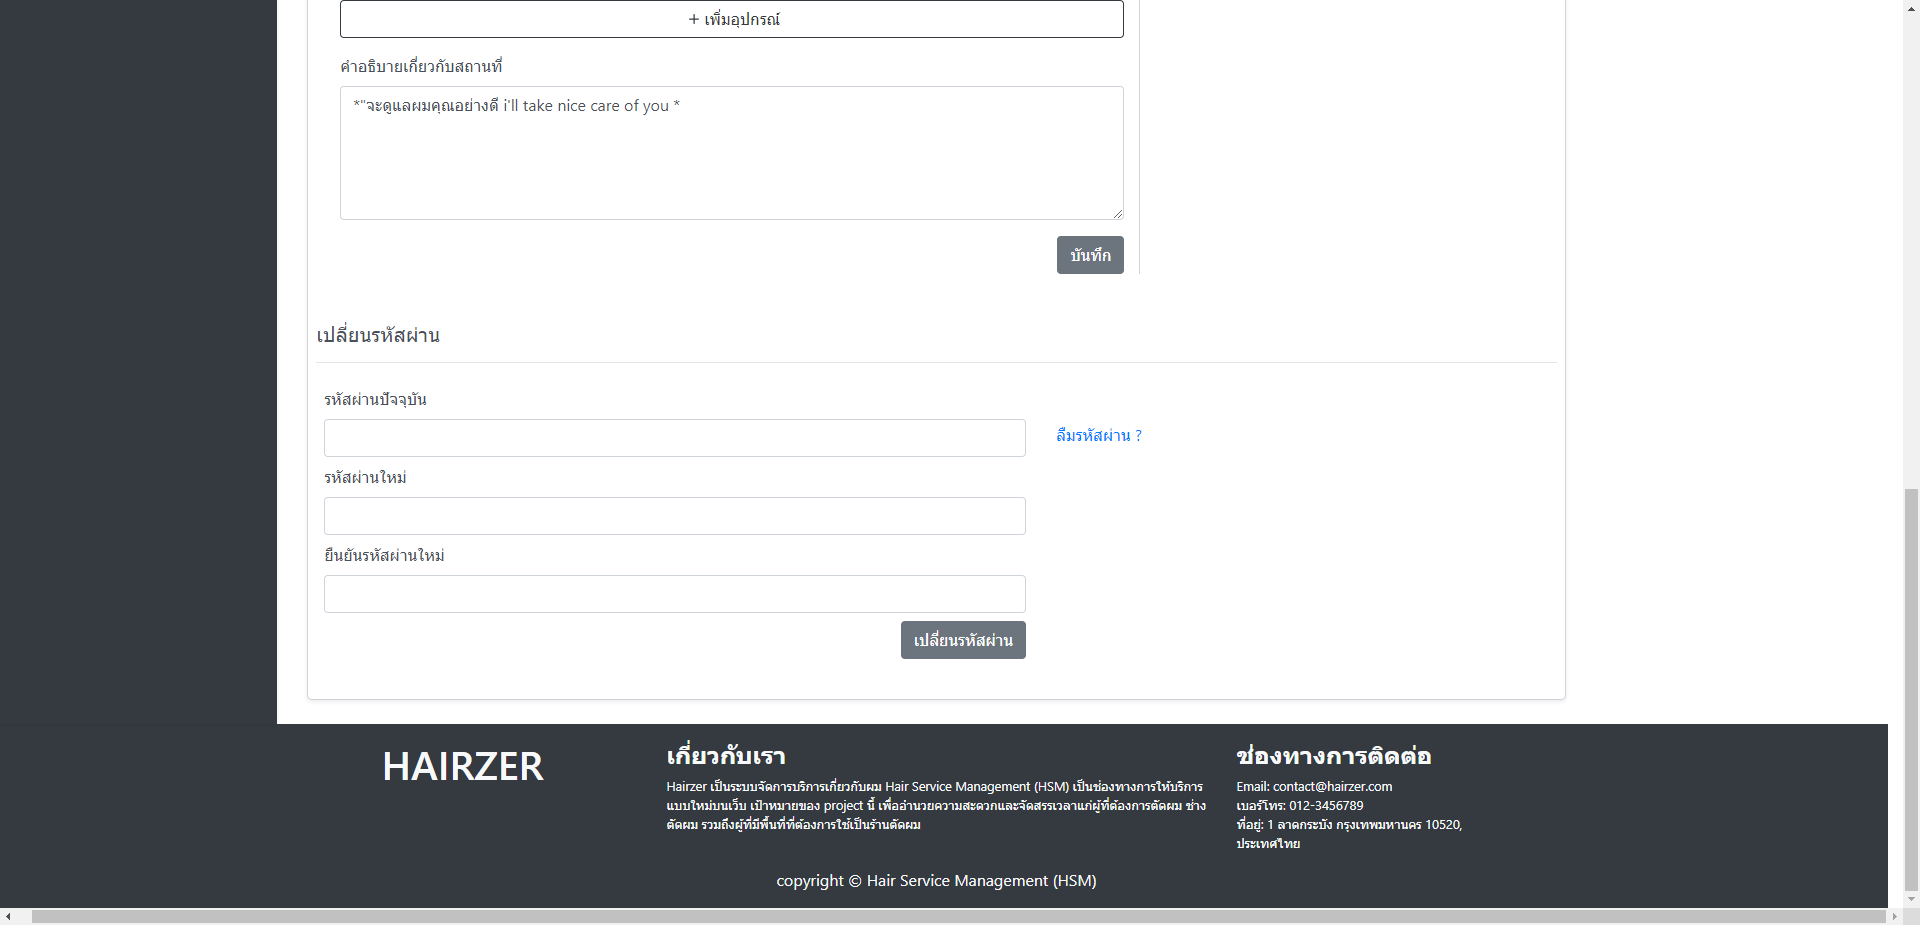 + เพิ่มอุปกรณ์
คำอธิบายเกี่ยวกับสถานที่
*"จะดูแลผมคุณอย่างดี i'll take nice care of you *
บันทึก
เปลี่ยนรหัสผ่าน
รหัสผ่านปัจจุบัน
ลืมรหัสผ่าน ?
รหัสผ่านใหม่
ยืนยันรหัสผ่านใหม่
เปลี่ยนรหัสผ่าน
HAIRZER
เกี่ยวกับเรา
Hairzer เป็นระบบจัดการบริการเกี่ยวกับผม Hair Service Management (HSM) เป็นช่องทางการให้บริการ
แบบใหม่บนเว็บ เป้าหมายของ project นี้ เพื่ออำนวยความสะดวกและจัดสรรเวลาแก่ผู้ที่ต้องการตัดผม ช่าง
ตัดผม รวมถึงผู้ที่มีพื้นที่ที่ต้องการใช้เป็นร้านตัดผม
ช่องทางการติดต่อ
Email: contact@hairzer.com
เบอร์โทร: 012-3456789
ที่อยู่: 1 ลาดกระบัง กรุงเทพมหานคร 10520,
ประเทศไทย
copyright © Hair Service Management (HSM)